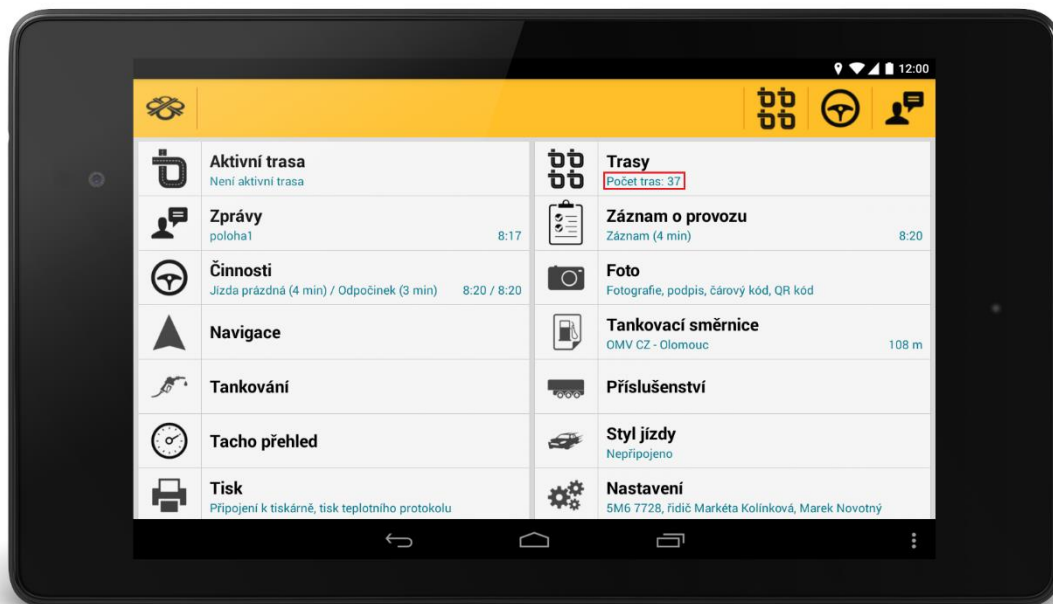 12:00
Aktivní trasa
Není aktivní trasa
Trasy
Počet tras: 37
Zprávy
poloha1 8:17
Záznam o provozu
Záznam (4 min) 8:20
Činnosti
Jízda prázdná (4 min) / Odpočinek (3 min) 8:20 / 8:20
Foto
Fotografie, podpis, čárový kód, QR kód
Navigace
Tankovací směrnice
OMV CZ - Olomouc 108 m
Tankování
Příslušenství
Tacho přehled
Styl jízdy
Nepřipojeno
Tisk
Připojení k tiskárně, tisk teplotního protokolu
Nastavení
5M6 7728, řidič Markéta Kolínková, Marek Novotný